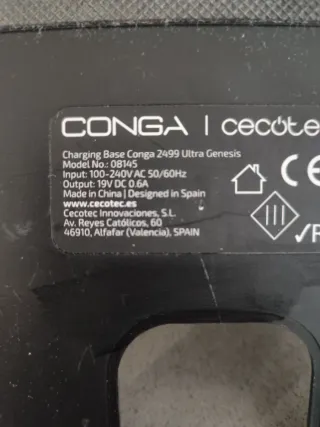 CONGA | cecote
Charging Base Conga 2499 Ultra Genesis
Model No.: 08145
Input: 100-240V AC 50/60Hz
Output: 19V DC 0.6A
Made in China | Designed in Spain
www.cecotec.es
Cecotec Innovaciones, S.L.
Av. Reyes Católicos, 60
46910, Alfafar (Valencia), SPAIN
CE
III
✓R